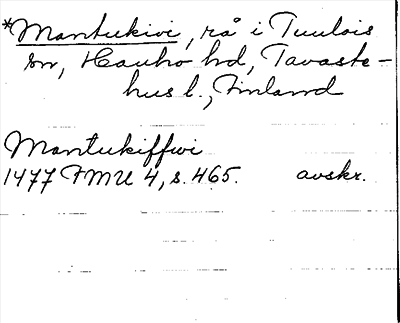 *Mantukivi, rå i Tuulois
sn, Hauho hd, Tavaste-
hus l., Finland
Mantukiffwi
1477 FMU 4, s. 465. avskr.